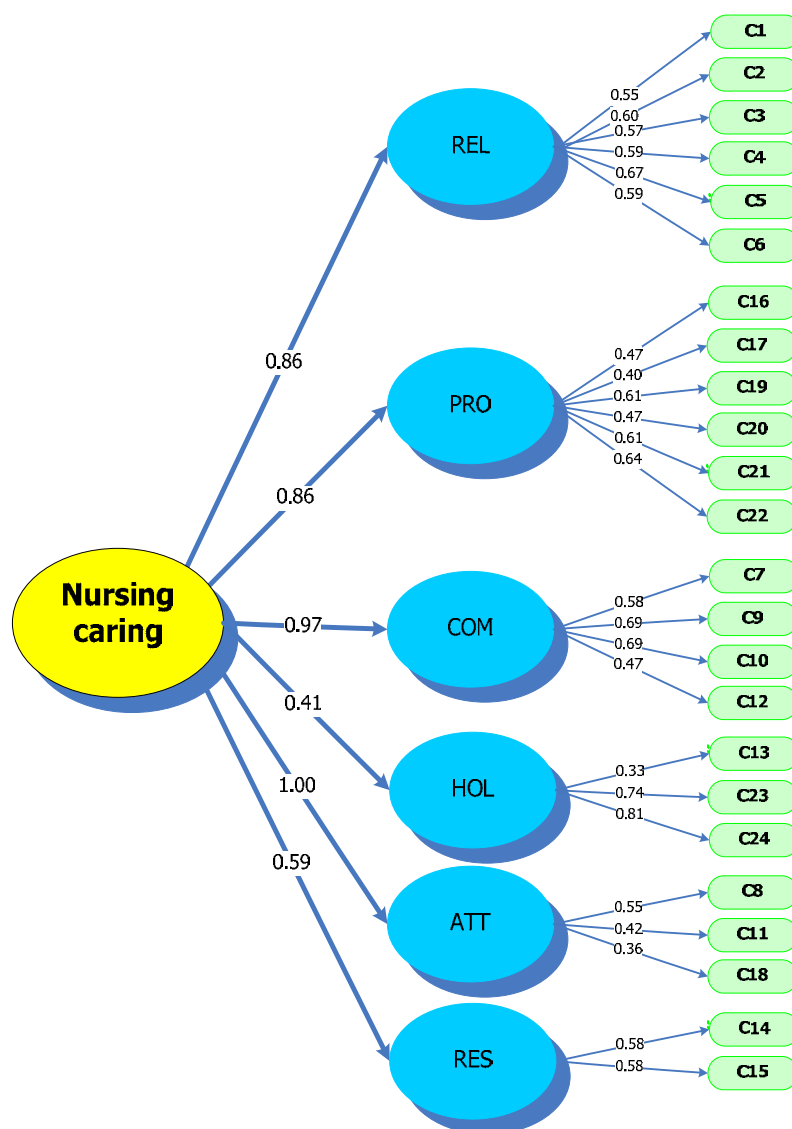 C1
C2
C3
C4
C5
C6
0.55
0.60
0.57
0.59
0.67
0.59
REL
0.86
C16
C17
C19
C20
C21
C22
0.47
0.40
0.61
0.47
0.61
0.64
PRO
0.86
Nursing
caring
0.97
COM
0.58
0.69
0.69
0.47
C7
C9
C10
C12
0.41
HOL
0.33
0.74
0.81
C13
C23
C24
1.00
ATT
0.55
0.42
0.36
C8
C11
C18
0.59
RES
0.58
0.58
C14
C15